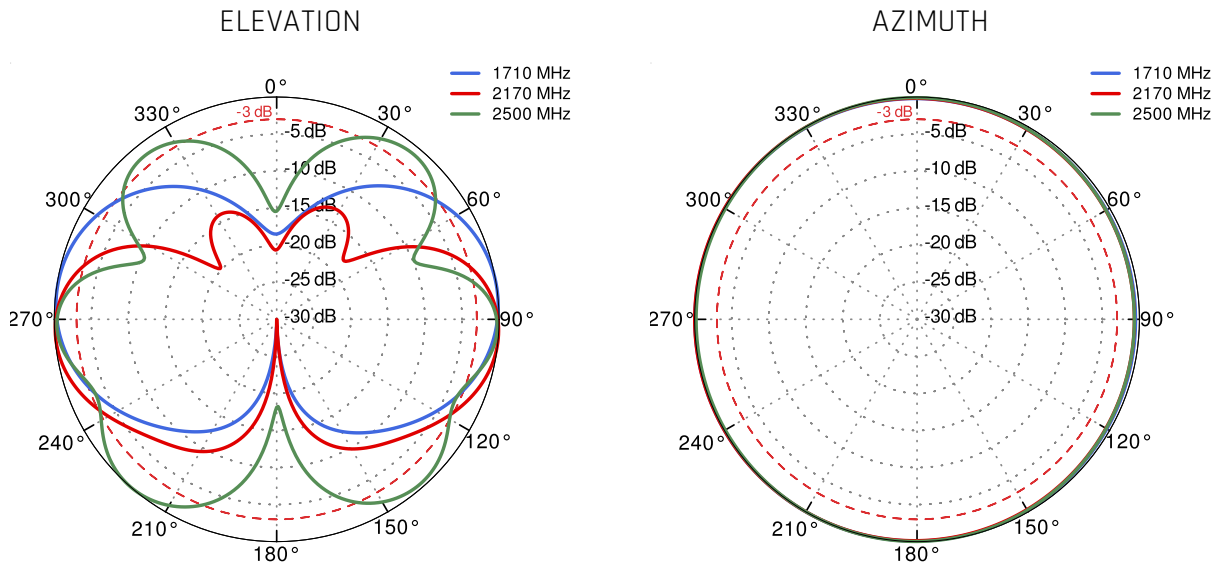 ELEVATION
1710 MHz
2170 MHz
2500 MHz
0°
30°
60°
90°
120°
150°
180°
210°
240°
270°
300°
330°
-3 dB
-5 dB
-10 dB
-15 dB
-20 dB
-25 dB
-30 dB
AZIMUTH
1710 MHz
2170 MHz
2500 MHz
0°
30°
60°
90°
120°
150°
180°
210°
240°
270°
300°
330°
-3 dB
-5 dB
-10 dB
-15 dB
-20 dB
-25 dB
-30 dB